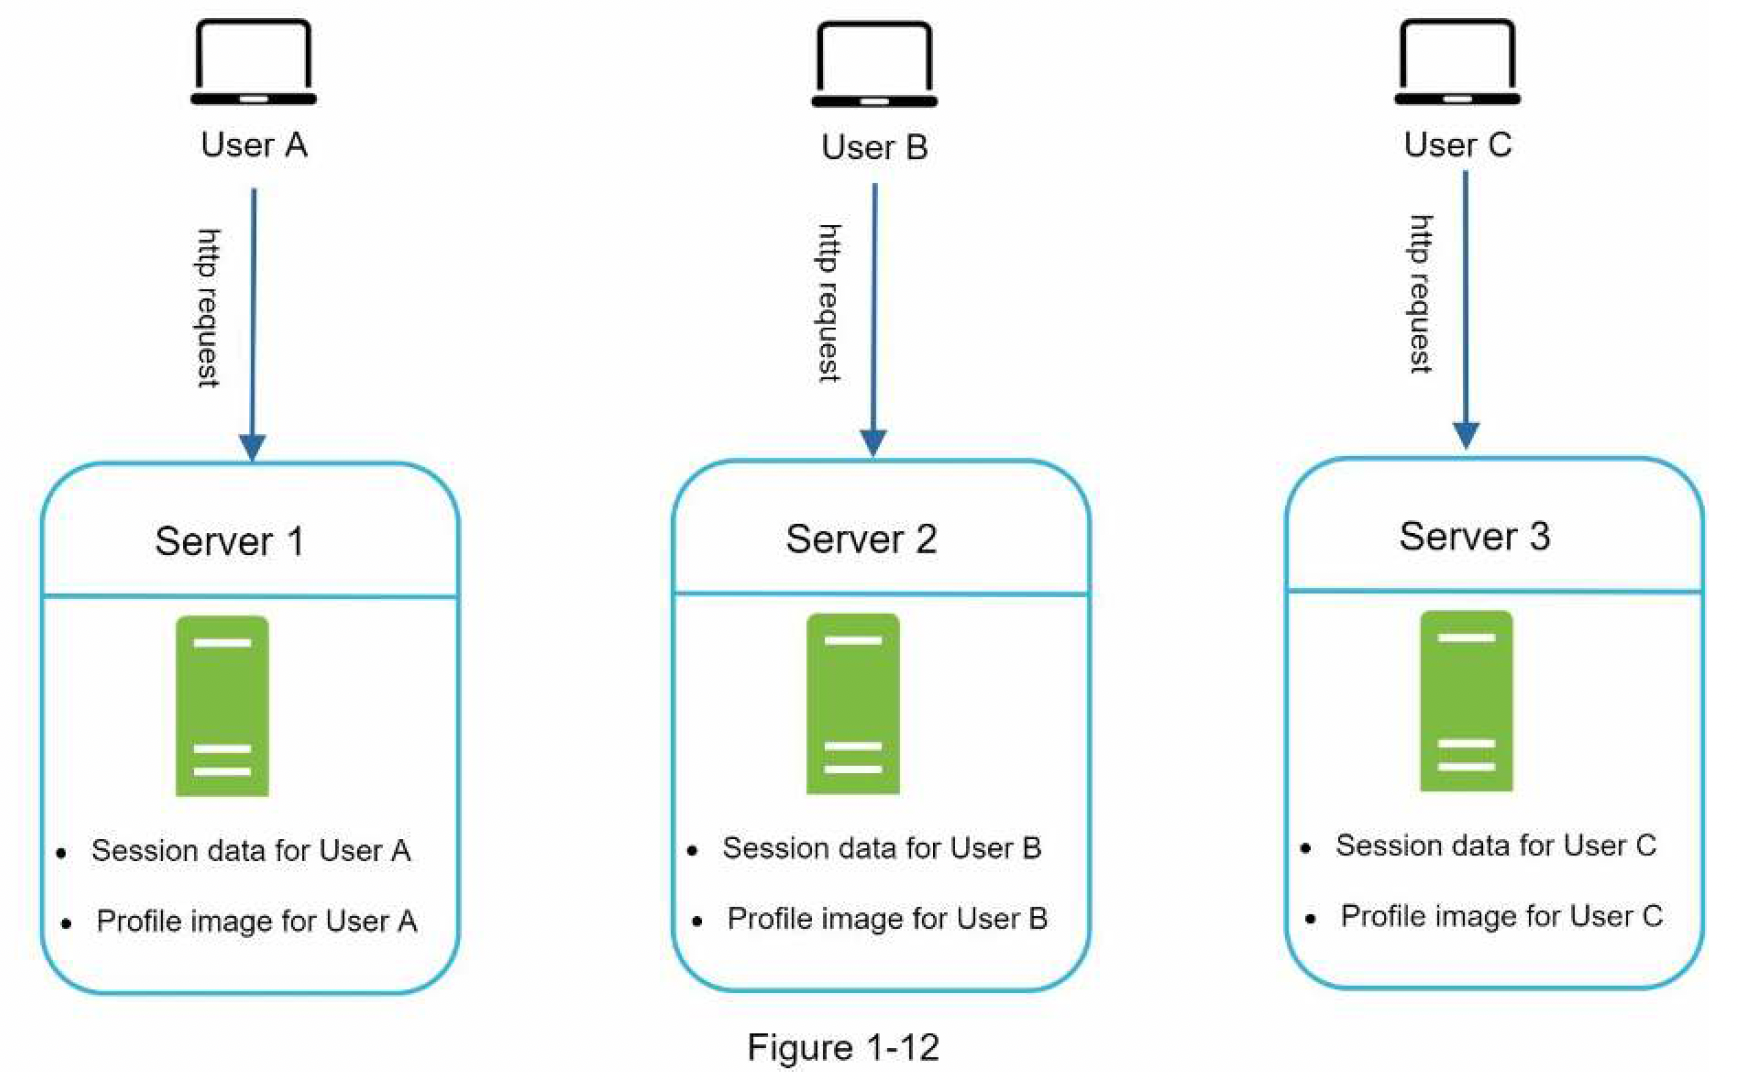 User A
User B
User C
http request
http request
http request
Server 1
Server 2
Server 3
• Session data for User A
• Profile image for User A
• Session data for User B
• Profile image for User B
• Session data for User C
• Profile image for User C
Figure 1-12